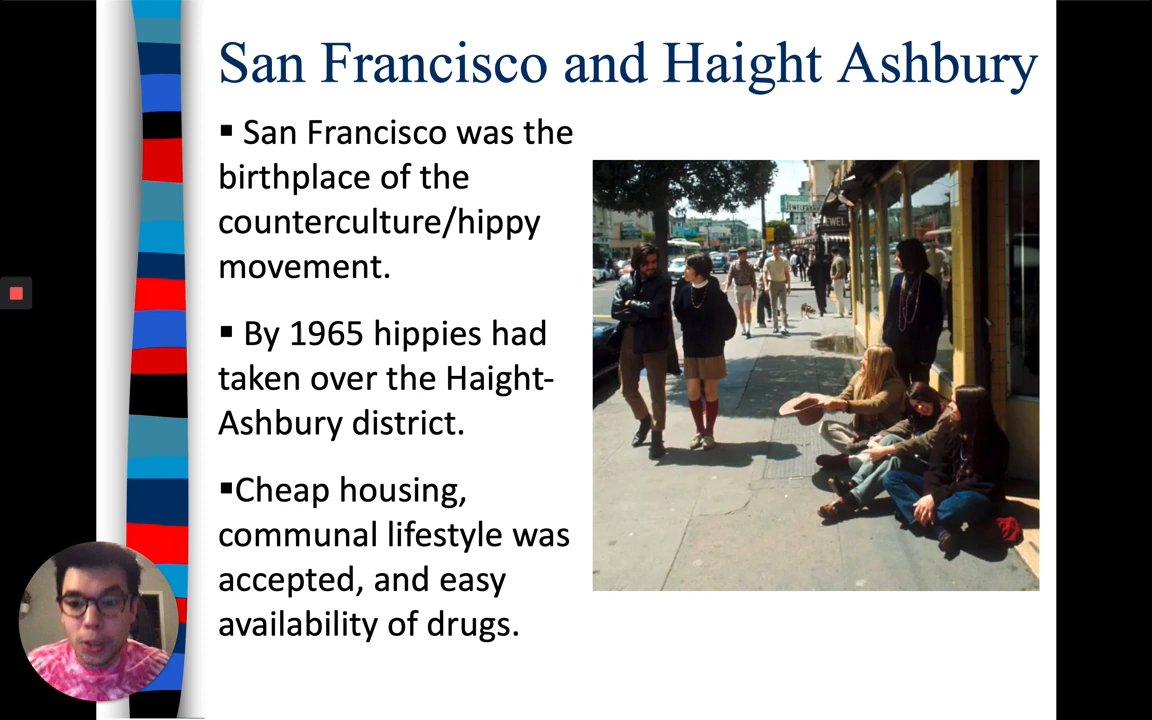 San Francisco and Haight Ashbury
▪ San Francisco was the
birthplace of the
counterculture/hippy
movement.
▪ By 1965 hippies had
taken over the Haight-
Ashbury district.
▪Cheap housing,
communal lifestyle was
accepted, and easy
availability of drugs.